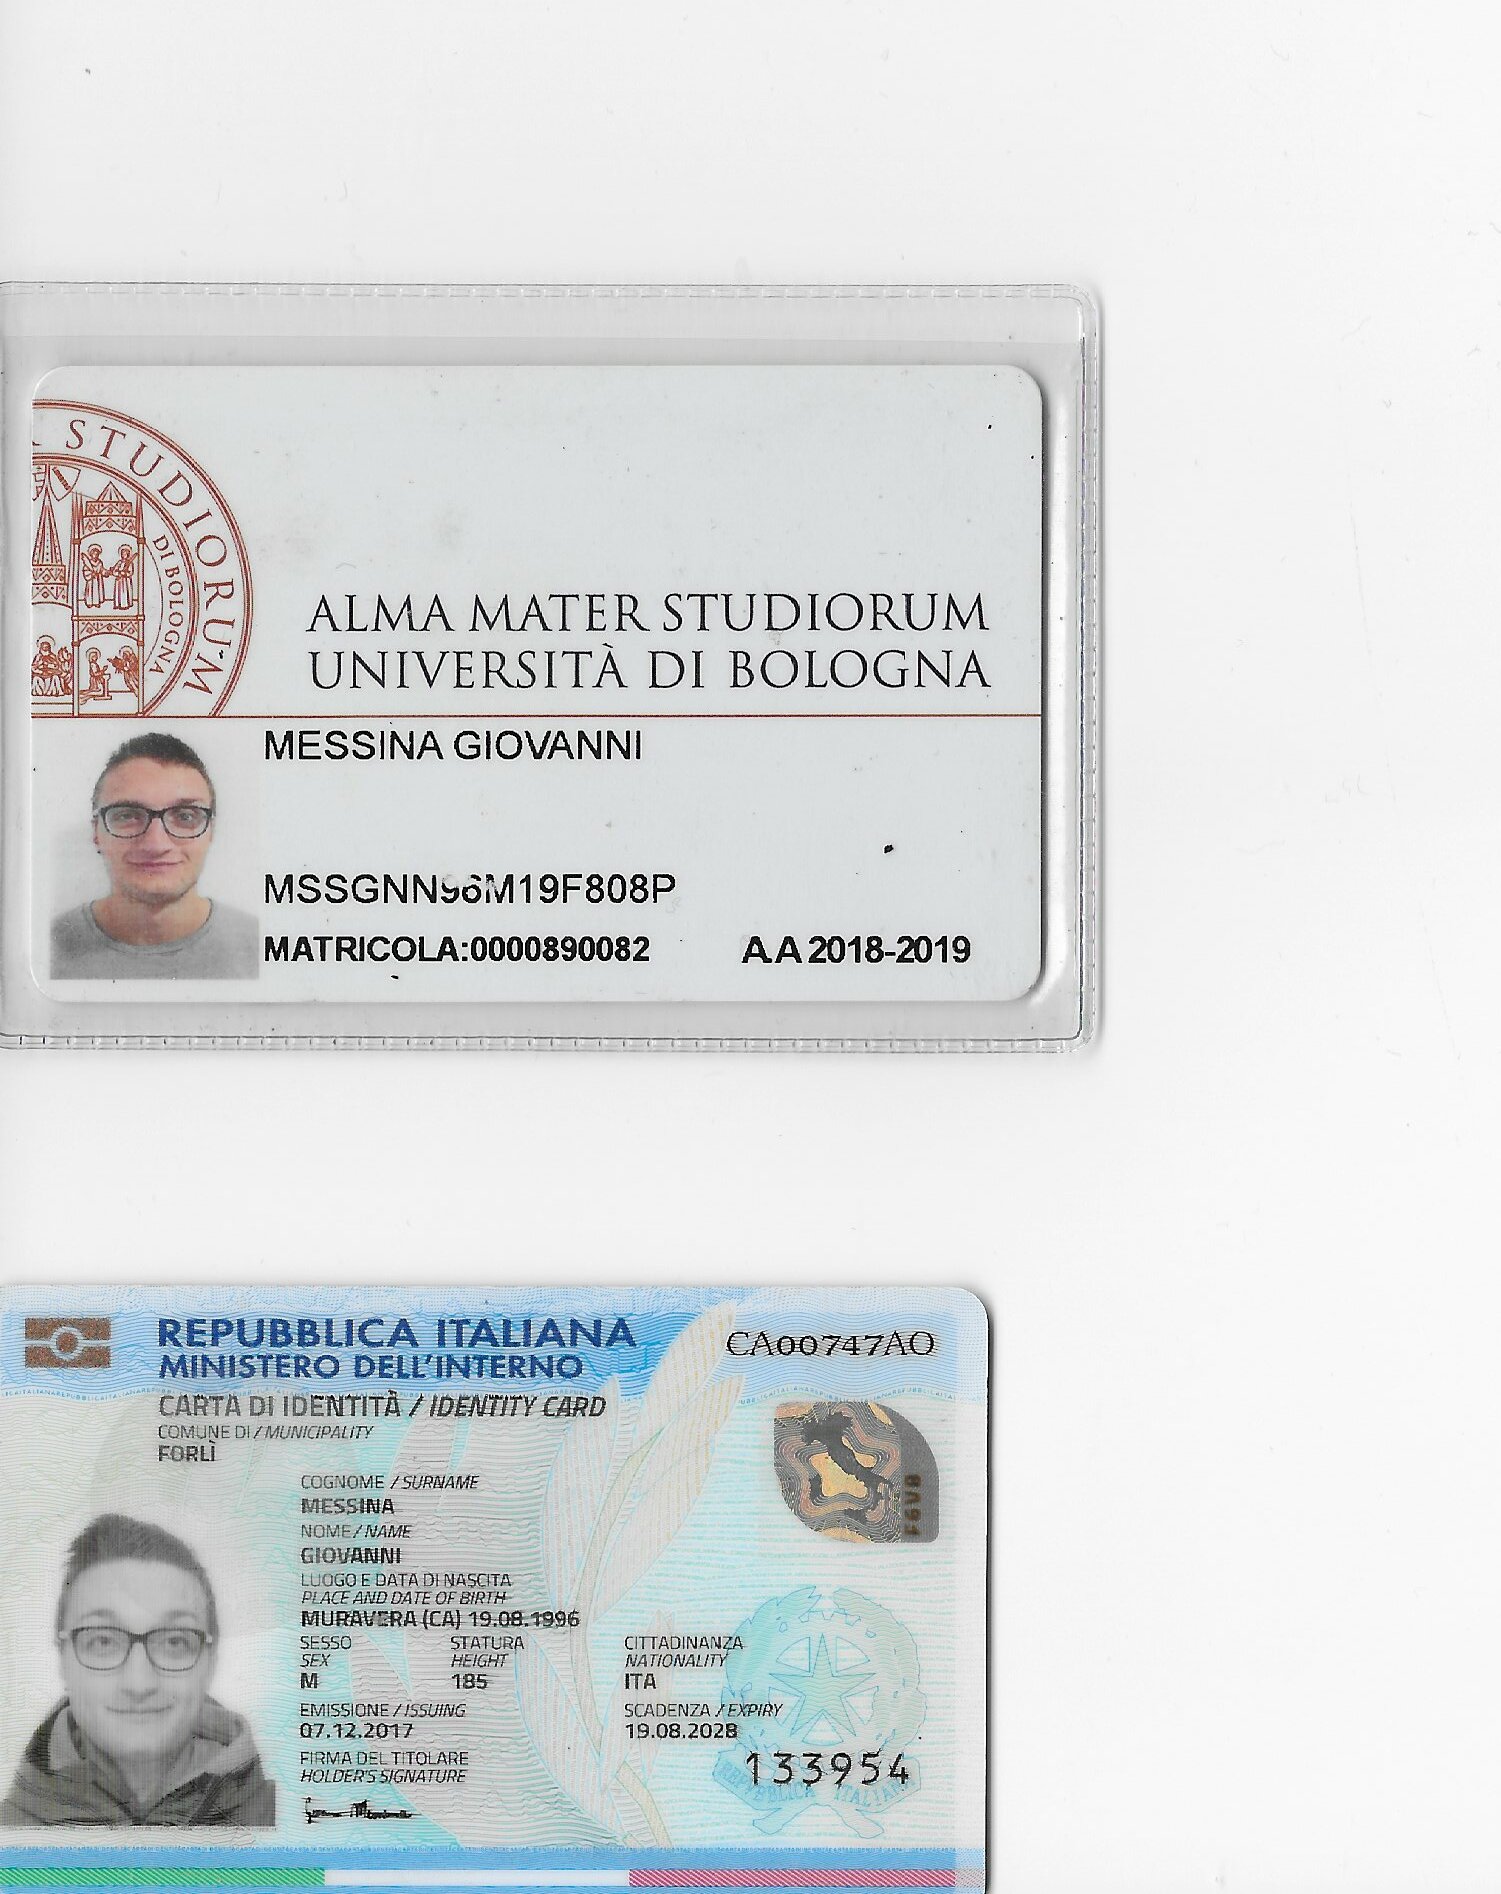 STUDIORUM
DI BOLOGNA
ALMA MATER STUDIORUM
UNIVERSITÀ DI BOLOGNA
MESSINA GIOVANNI
MSSGNN96M19F808P
MATRICOLA:0000890082 A.A 2018-2019
REPUBBLICA ITALIANA
MINISTERO DELL'INTERNO
CA00747AO
CARTA DI IDENTITÀ / IDENTITY CARD
COMUNE DI / MUNICIPALITY
FORLÌ
COGNOME / SURNAME
MESSINA
NOME / NAME
GIOVANNI
LUOGO E DATA DI NASCITA
PLACE AND DATE OF BIRTH
MURAVERA (CA) 19.08.1996
SESSO STATURA CITTADINANZA
SEX HEIGHT NATIONALITY
M 185 ITA
EMISSIONE / ISSUING SCADENZA / EXPIRY
07.12.2017 19.08.2028
FIRMA DEL TITOLARE
HOLDER'S SIGNATURE
133954
REPVBBLICA ITALIANA